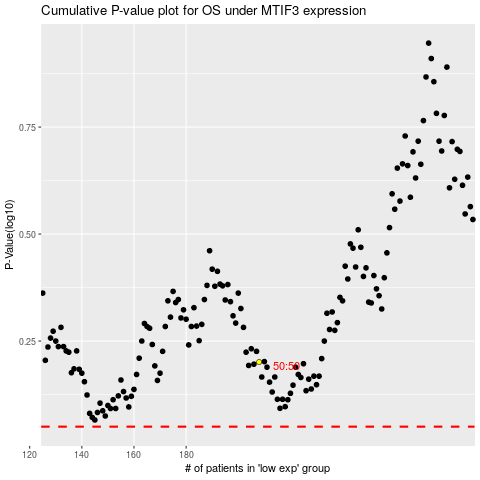 Cumulative P-value plot for OS under MTIF3 expression
P-Value(log10)
0.75
0.50
0.25
50:50
120
140
160
180
# of patients in 'low exp' group